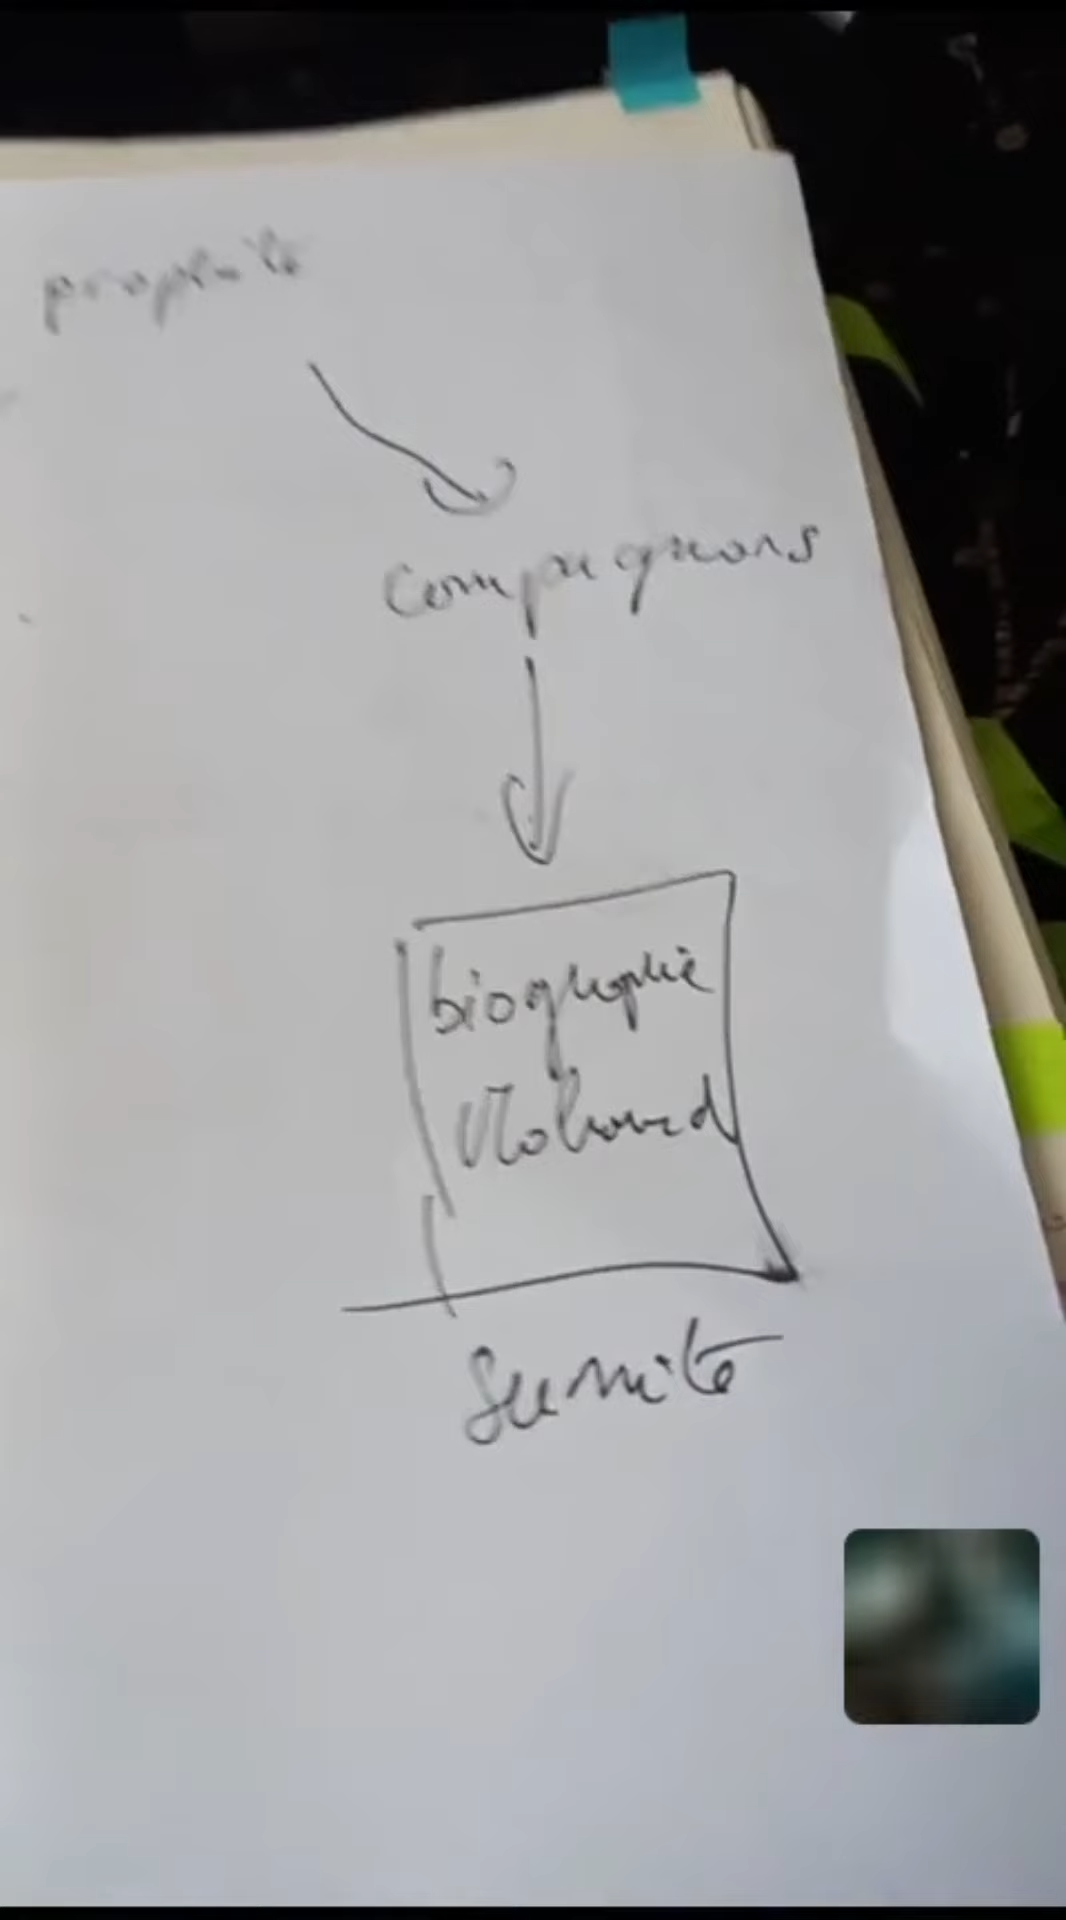 prophète
Compagnons
biographie
Mohamed
Sunnite